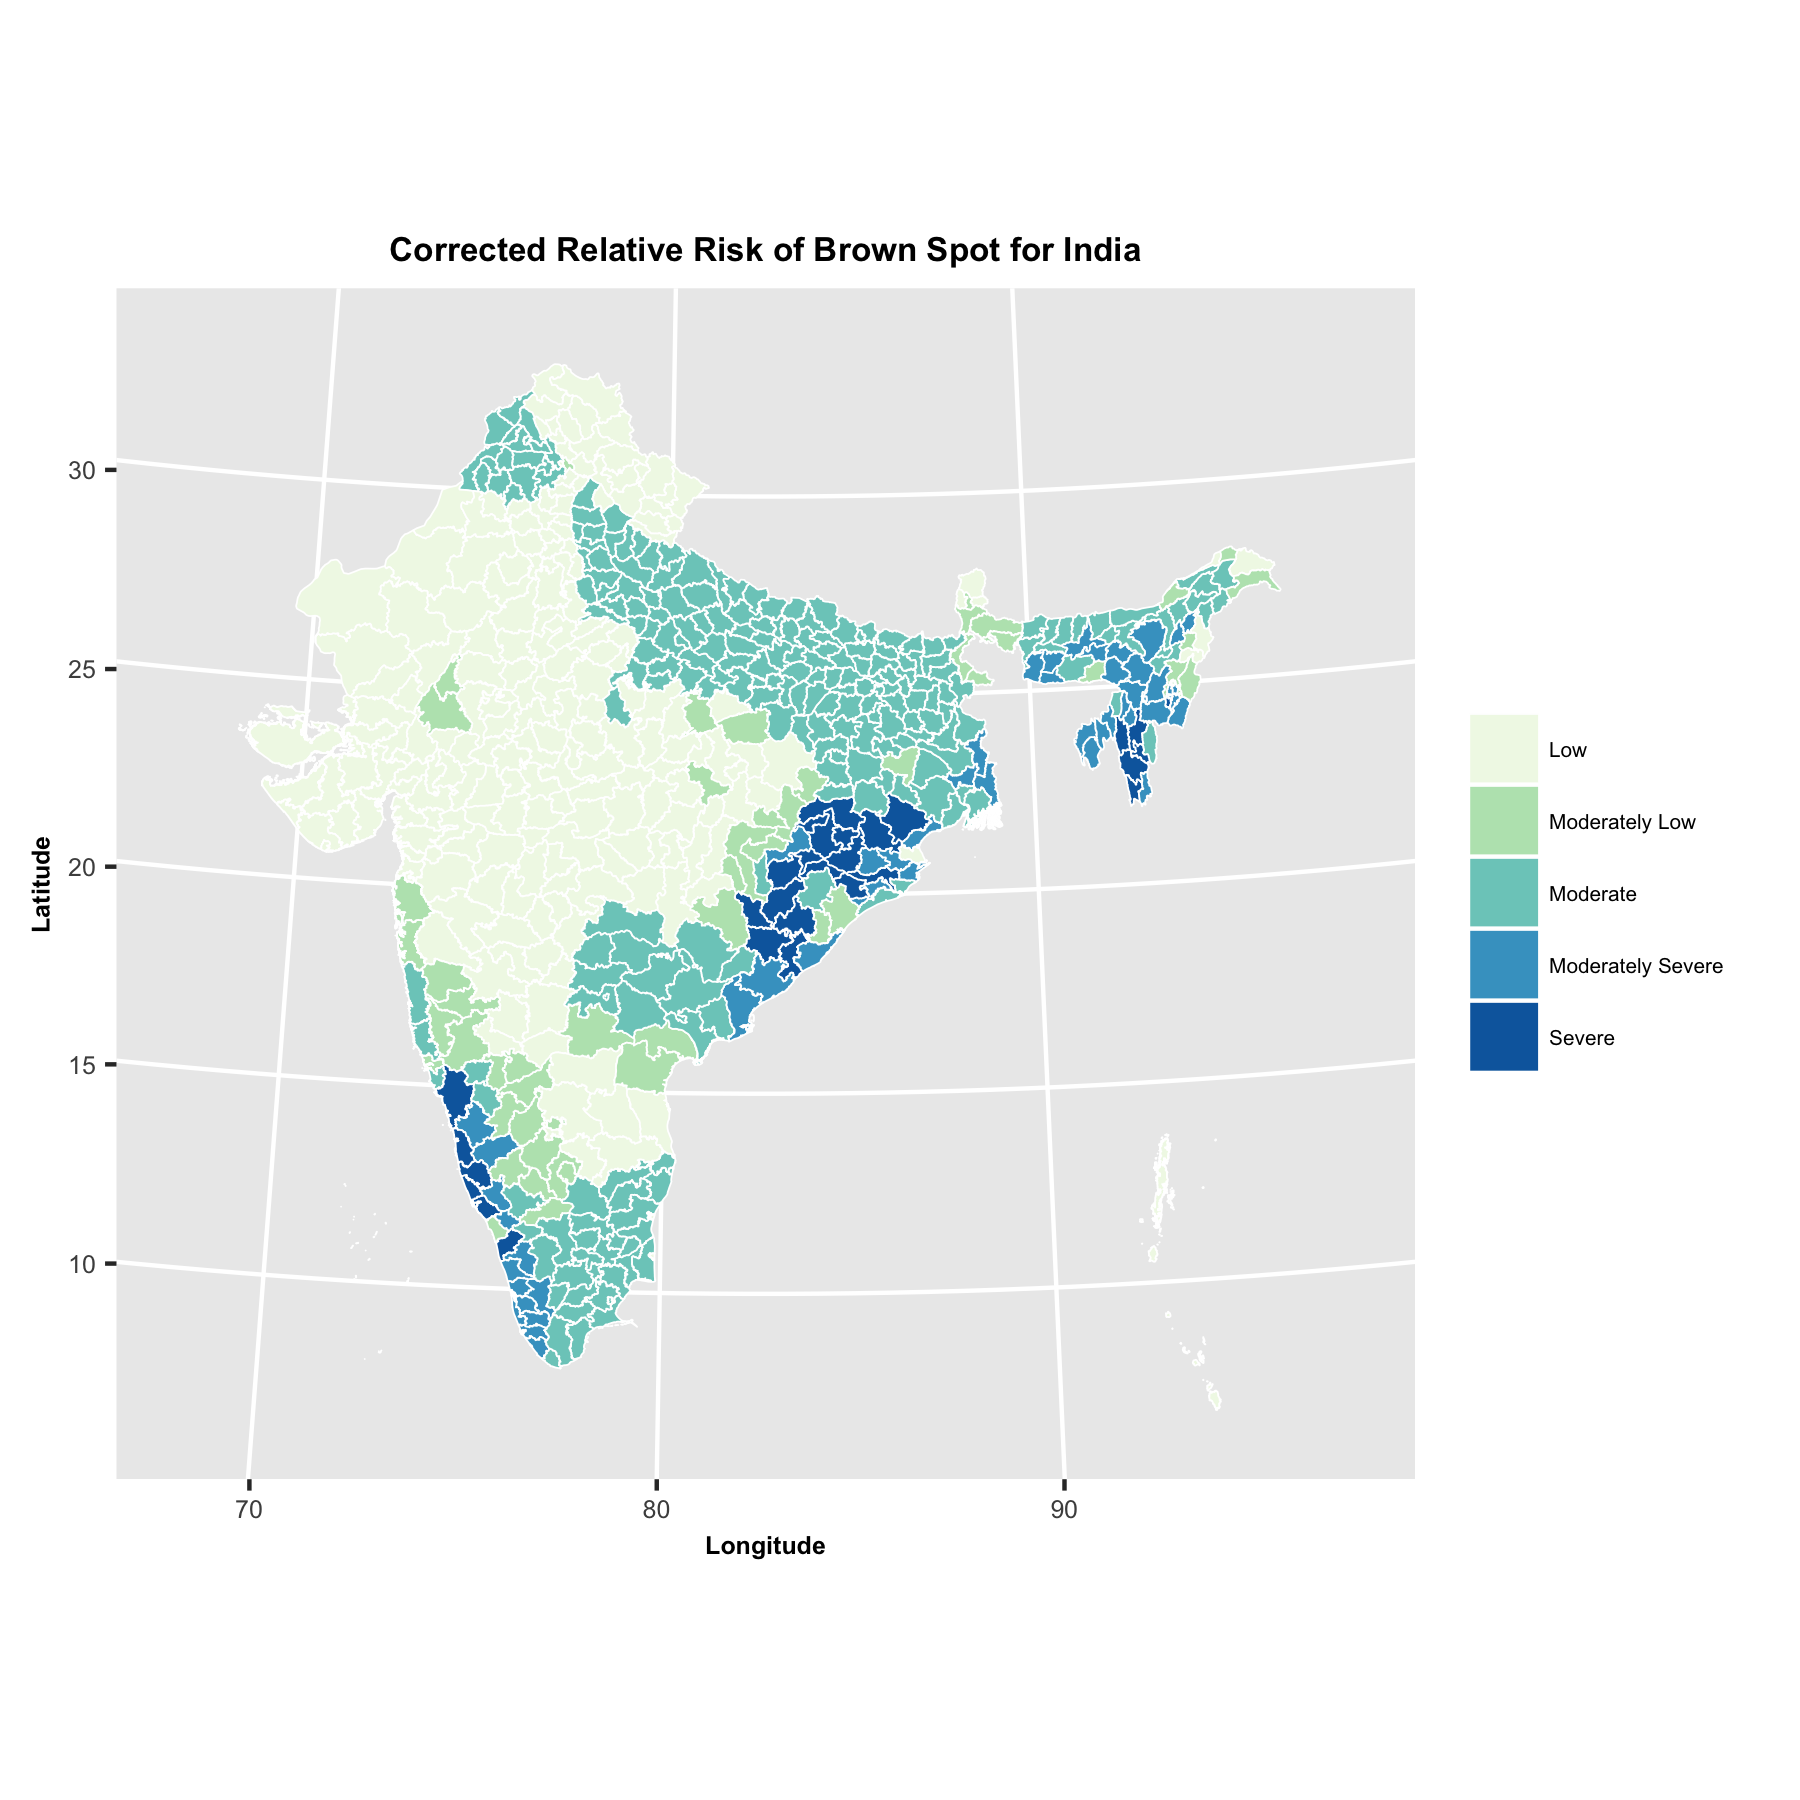 Corrected Relative Risk of Brown Spot for India
30
25
20
15
10
Latitude
70
80
90
Longitude
Low
Moderately Low
Moderate
Moderately Severe
Severe